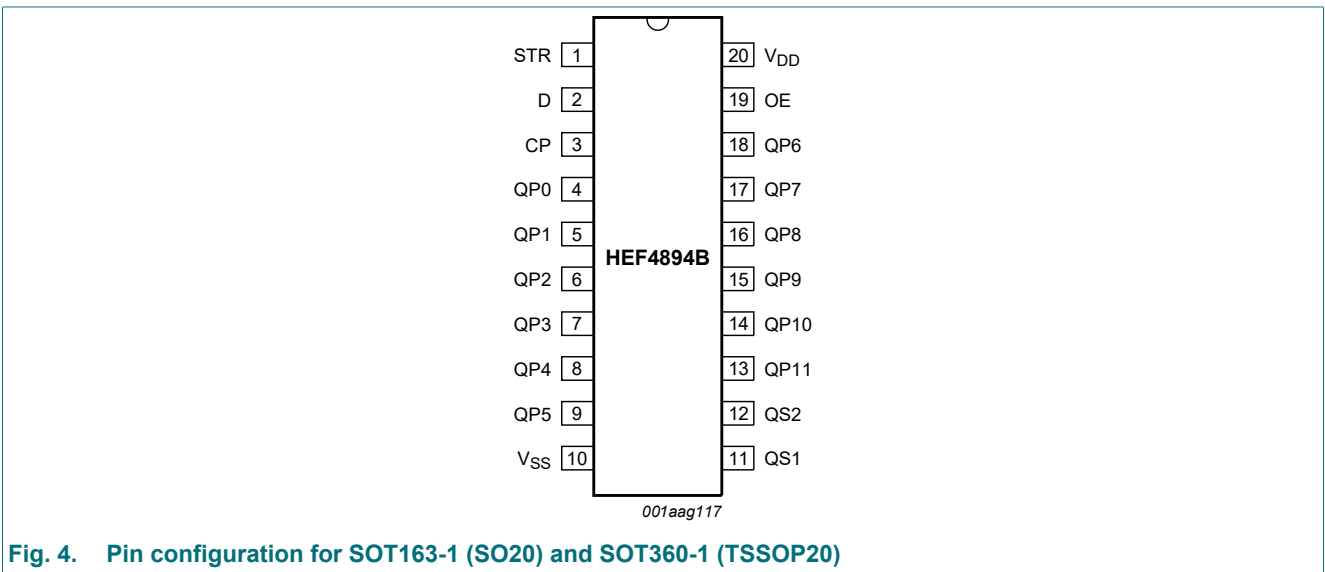 STR 1 20 VDD
D 2 19 OE
CP 3 18 QP6
QP0 4 17 QP7
QP1 5 16 QP8
HEF4894B
QP2 6 15 QP9
QP3 7 14 QP10
QP4 8 13 QP11
QP5 9 12 QS2
VSS 10 11 QS1
001aag117
Fig. 4. Pin configuration for SOT163-1 (SO20) and SOT360-1 (TSSOP20)